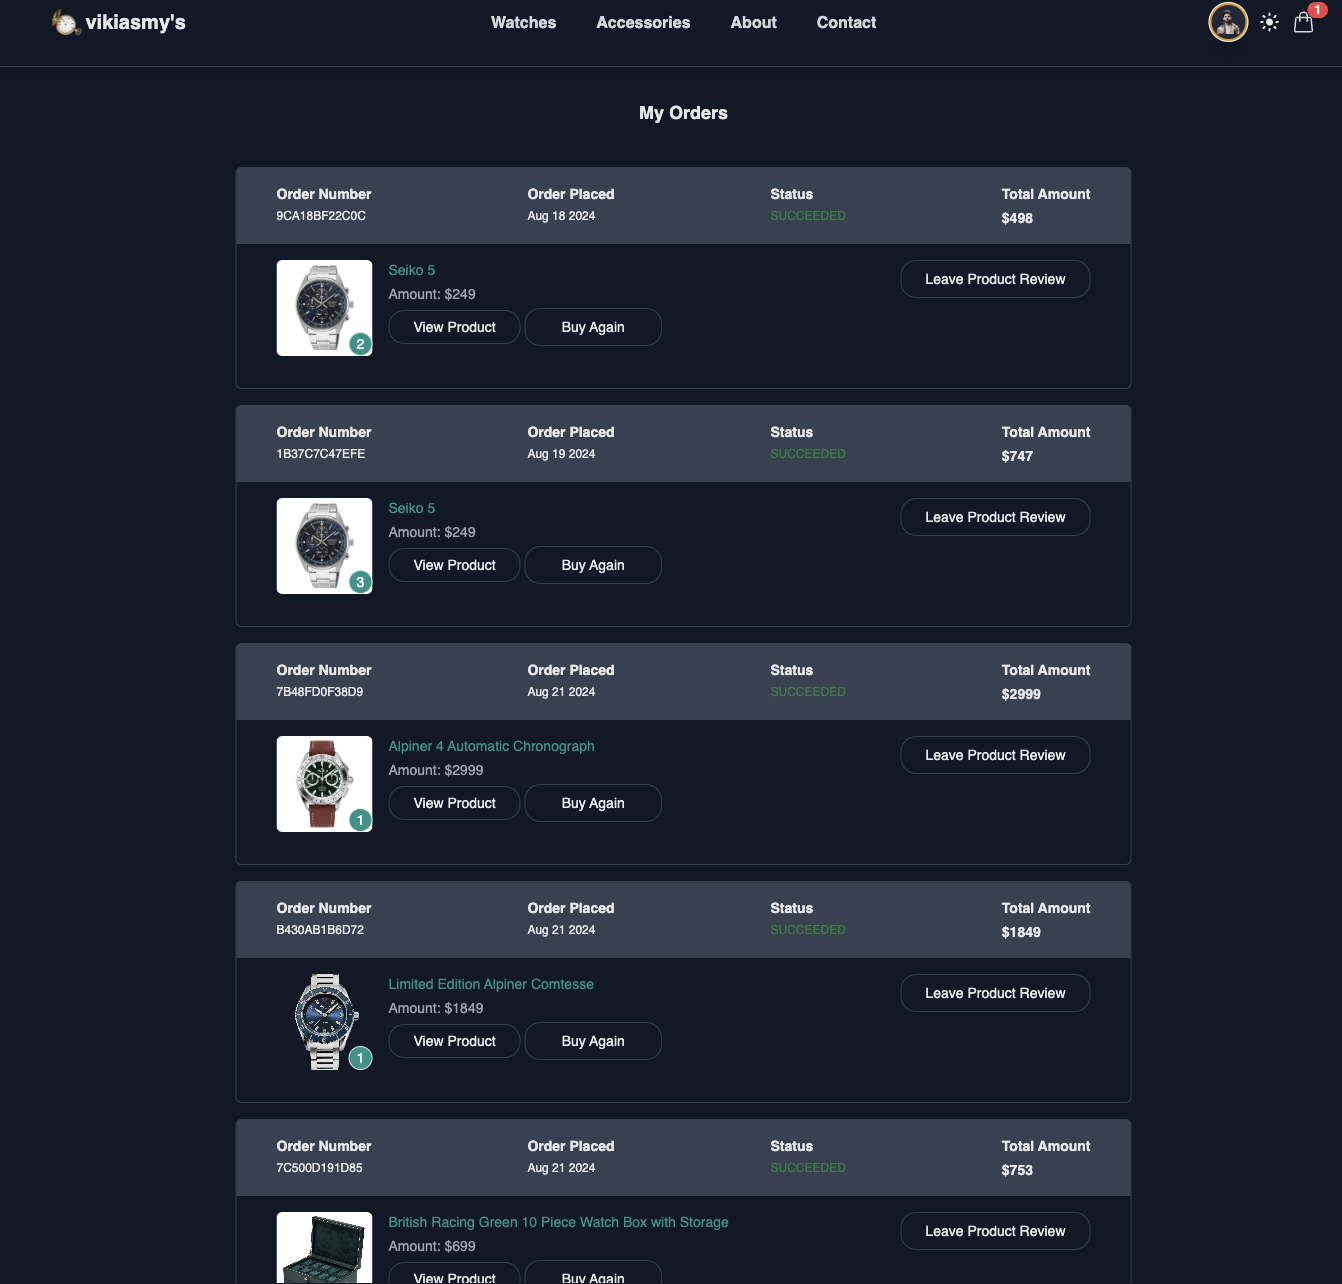 vikiasmy's
Watches Accessories About Contact
1
My Orders
Order Number Order Placed Status Total Amount
9CA18BF22C0C Aug 18 2024 SUCCEEDED $498
Seiko 5
Amount: $249
View Product Buy Again
Leave Product Review
2
Order Number Order Placed Status Total Amount
1B37C7C47EFE Aug 19 2024 SUCCEEDED $747
Seiko 5
Amount: $249
View Product Buy Again
Leave Product Review
3
Order Number Order Placed Status Total Amount
7B48FD0F38D9 Aug 21 2024 SUCCEEDED $2999
Alpiner 4 Automatic Chronograph
Amount: $2999
View Product Buy Again
Leave Product Review
1
Order Number Order Placed Status Total Amount
B430AB1B6D72 Aug 21 2024 SUCCEEDED $1849
Limited Edition Alpiner Comtesse
Amount: $1849
View Product Buy Again
Leave Product Review
1
Order Number Order Placed Status Total Amount
7C500D191D85 Aug 21 2024 SUCCEEDED $753
British Racing Green 10 Piece Watch Box with Storage
Amount: $699
View Product Buy Again
Leave Product Review